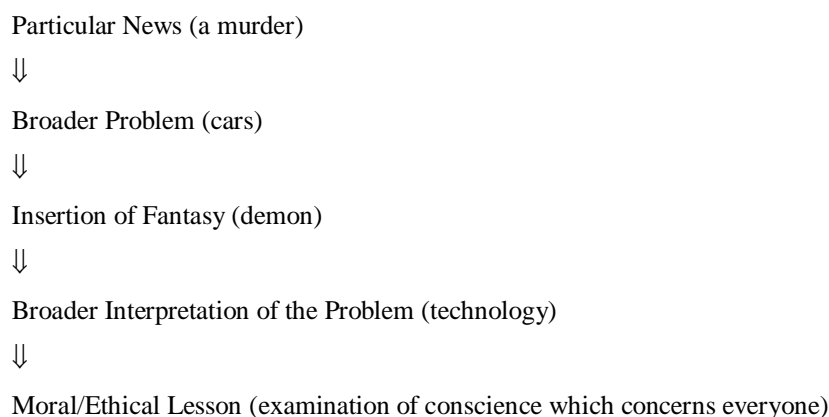 Particular News (a murder)
⇓
Broader Problem (cars)
⇓
Insertion of Fantasy (demon)
⇓
Broader Interpretation of the Problem (technology)
⇓
Moral/Ethical Lesson (examination of conscience which concerns everyone)